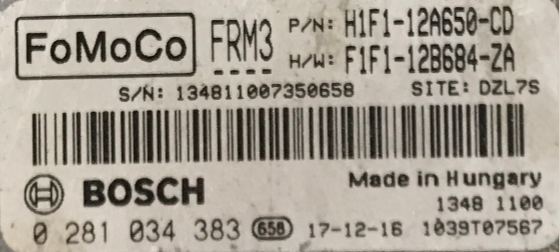 FoMoCo FRM3 P/N: H1F1-12A650-CD
H/W: F1F1-12B684-ZA
S/N: 134811007350658 SITE: DZL7S
BOSCH Made in Hungary
1348 1100
0 281 034 383 658 17-12-16 1039T07567